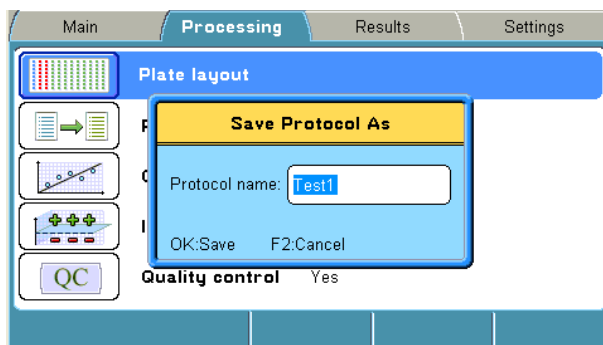 Main Processing Results Settings
Plate layout
Save Protocol As
Protocol name: Test1
OK:Save F2:Cancel
QC Quality control Yes